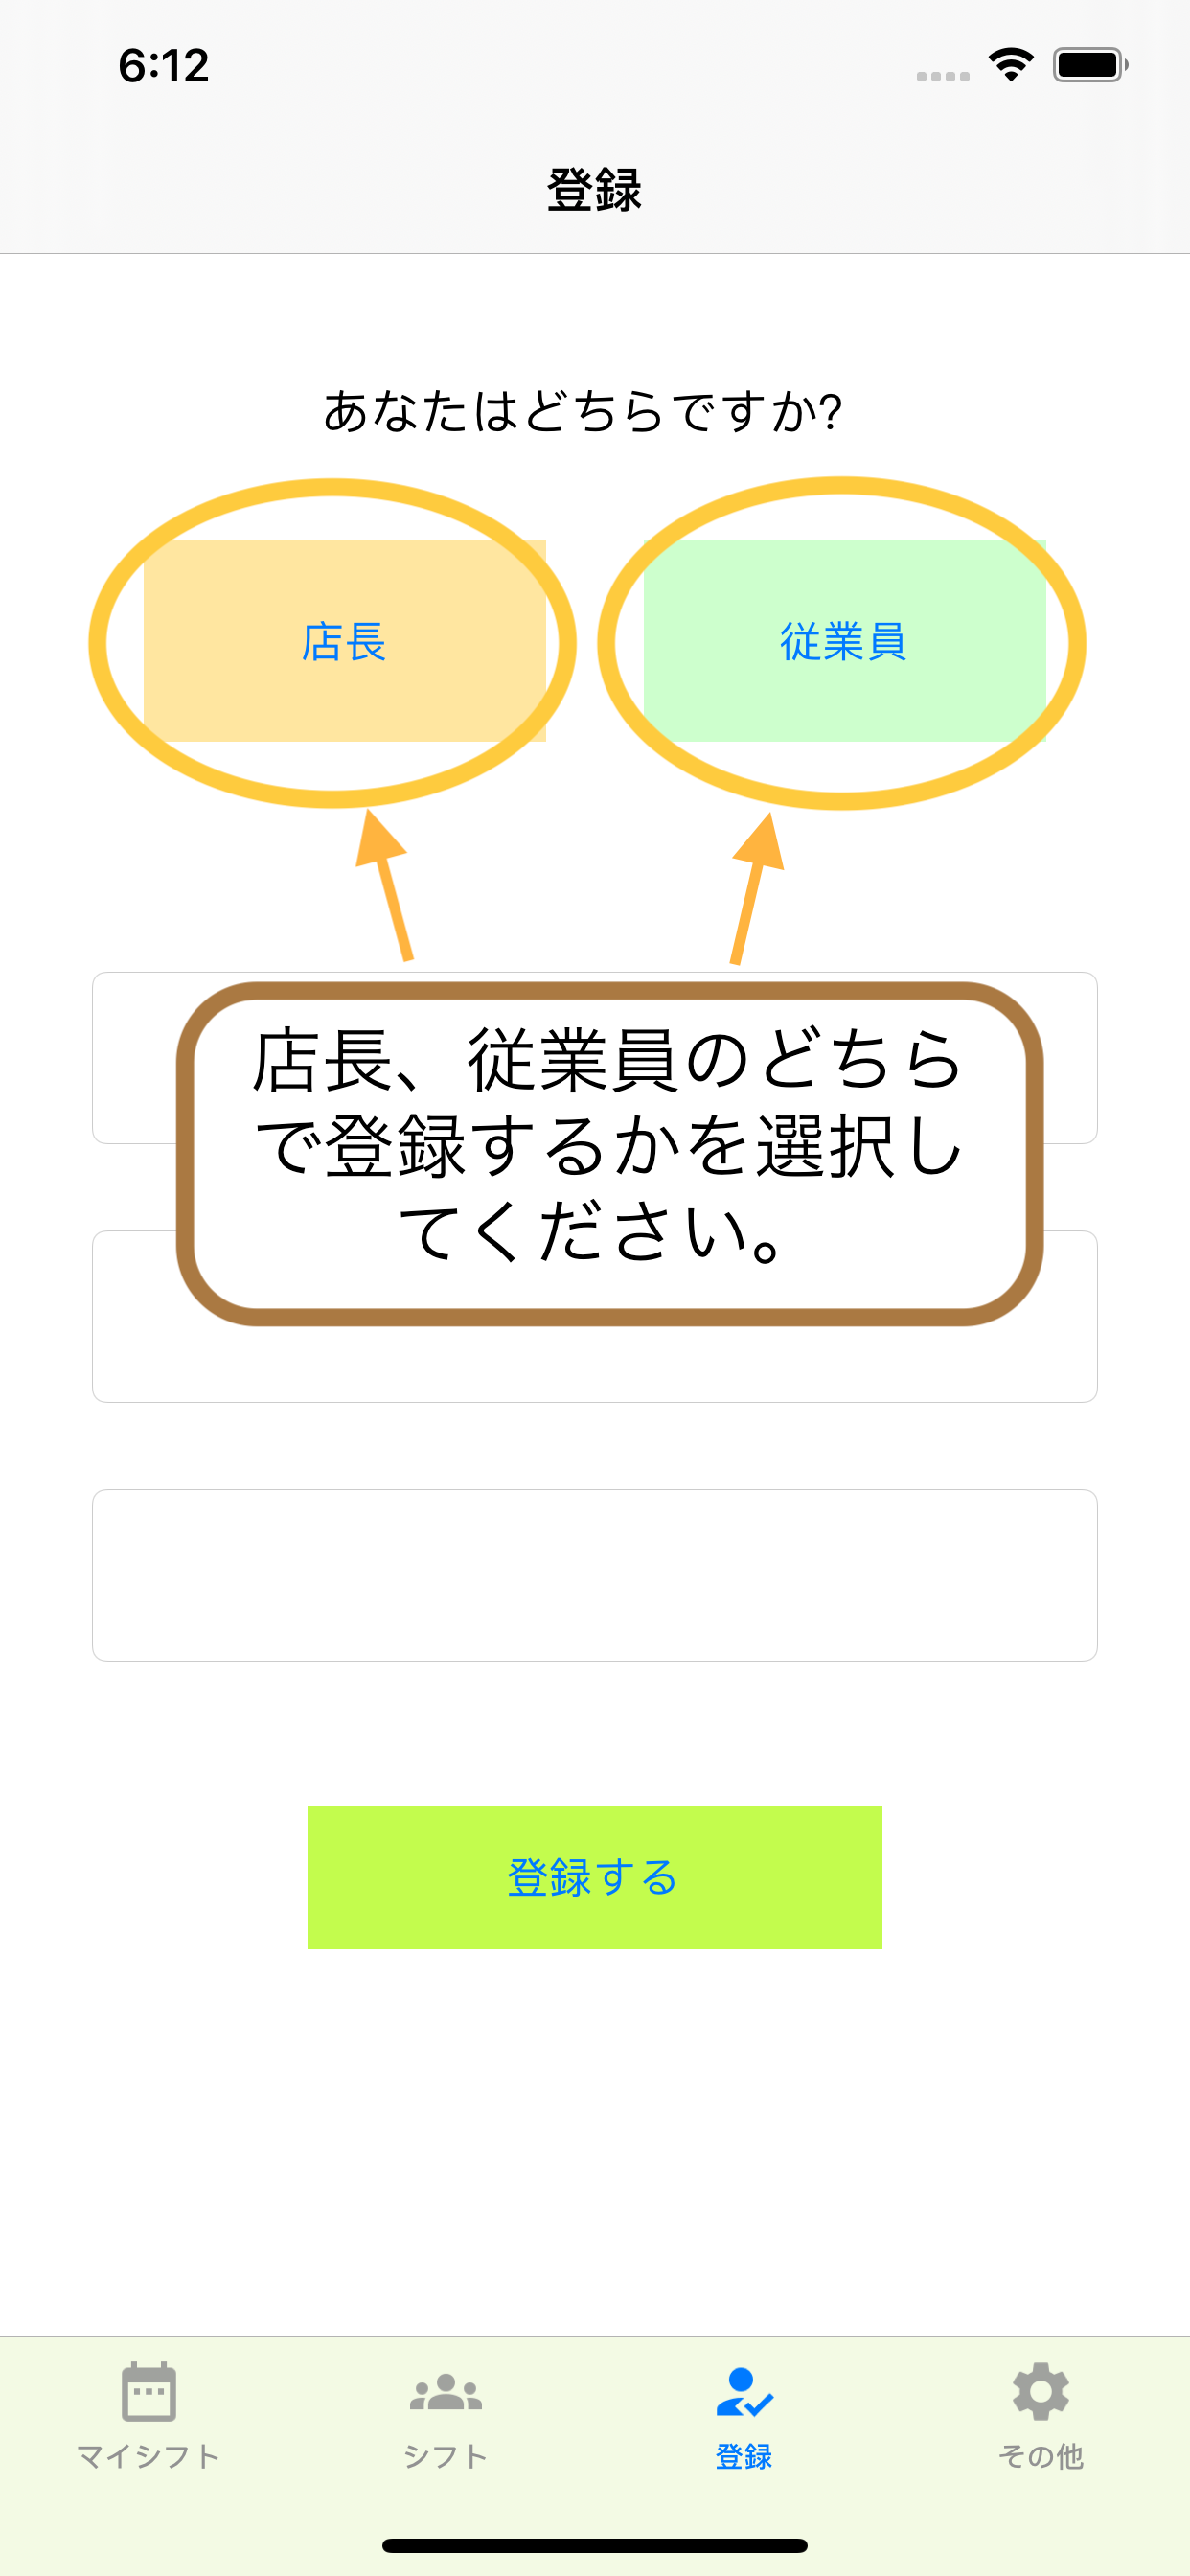 6:12
登録
あなたはどちらですか?
店長
従業員
店長、従業員のどちら
で登録するかを選択し
てください。
登録する
マイシフト
シフト
登録
その他